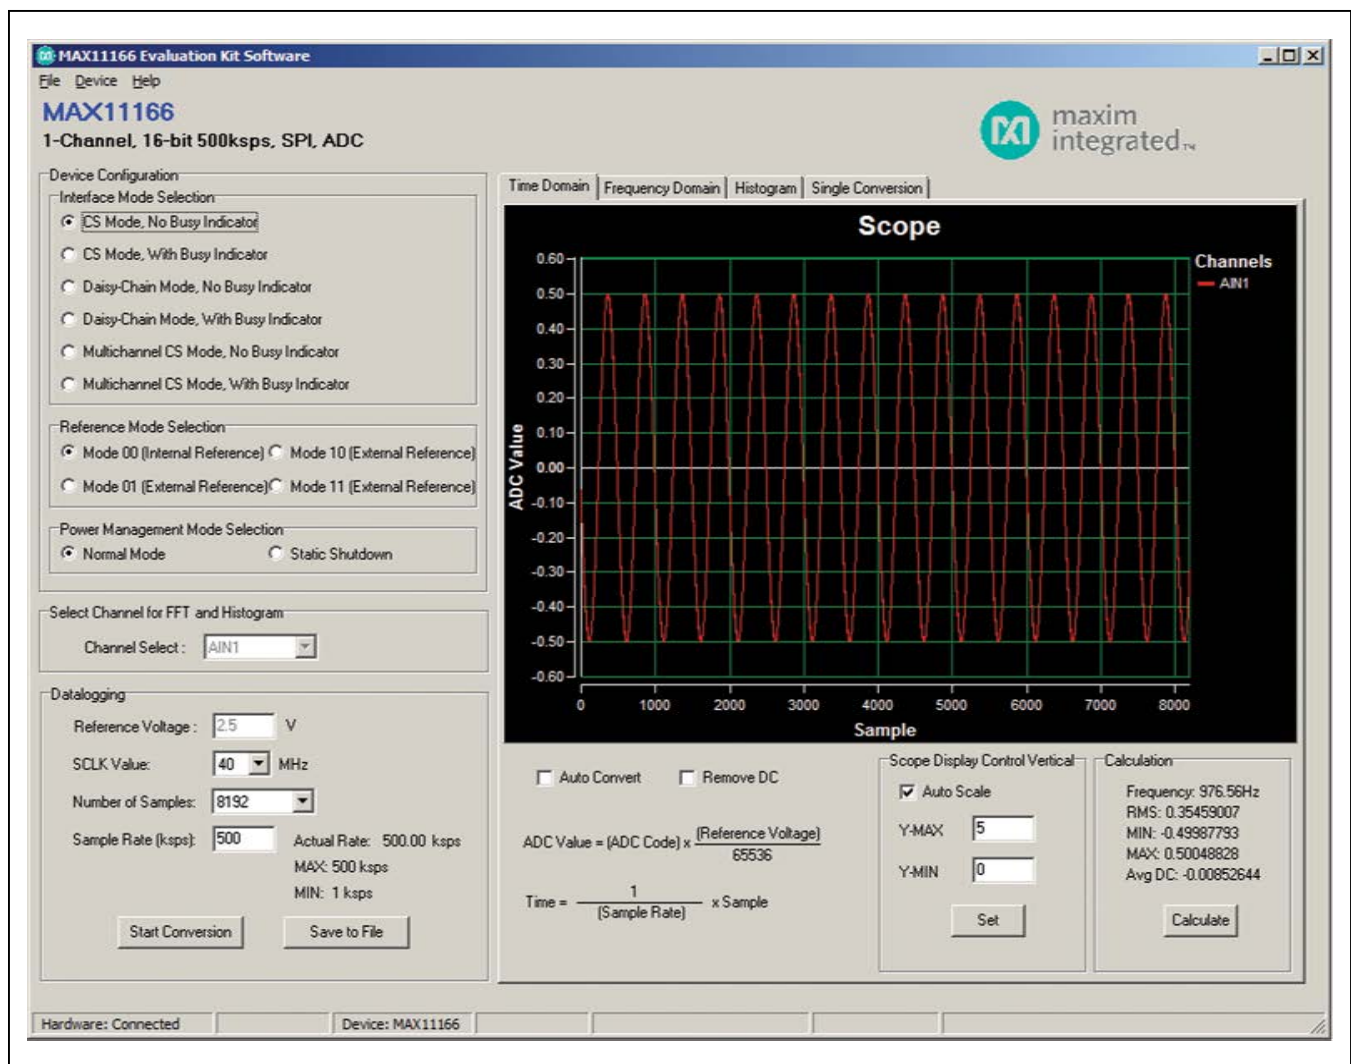 MAX11166 Evaluation Kit Software
File Device Help
MAX11166
1-Channel, 16-bit 500ksps, SPI, ADC
maxim
integrated™
Device Configuration
Interface Mode Selection
CS Mode, No Busy Indicator
CS Mode, With Busy Indicator
Daisy-Chain Mode, No Busy Indicator
Daisy-Chain Mode, With Busy Indicator
Multichannel CS Mode, No Busy Indicator
Multichannel CS Mode, With Busy Indicator
Reference Mode Selection
Mode 00 (Internal Reference) Mode 10 (External Reference)
Mode 01 (External Reference) Mode 11 (External Reference)
Power Management Mode Selection
Normal Mode Static Shutdown
Select Channel for FFT and Histogram
Channel Select : AIN1
Datalogging
Reference Voltage : 2.5 V
SCLK Value: 40 MHz
Number of Samples: 8192
Sample Rate (ksps): 500 Actual Rate: 500.00 ksps
MAX: 500 ksps
MIN: 1 ksps
Start Conversion Save to File
Time Domain Frequency Domain Histogram Single Conversion
Scope
Channels
AIN1
ADC Value
0.60
0.50
0.40
0.30
0.20
0.10
0.00
-0.10
-0.20
-0.30
-0.40
-0.50
-0.60
0 1000 2000 3000 4000 5000 6000 7000 8000
Sample
Auto Convert Remove DC
ADC Value = (ADC Code) x (Reference Voltage)
65536
Time = 1 x Sample
(Sample Rate)
Scope Display Control Vertical
Auto Scale
Y-MAX 5
Y-MIN 0
Set
Calculation
Frequency: 976.56Hz
RMS: 0.35459007
MIN: -0.49987793
MAX: 0.50048828
Avg DC: -0.00852644
Calculate
Hardware: Connected Device: MAX11166